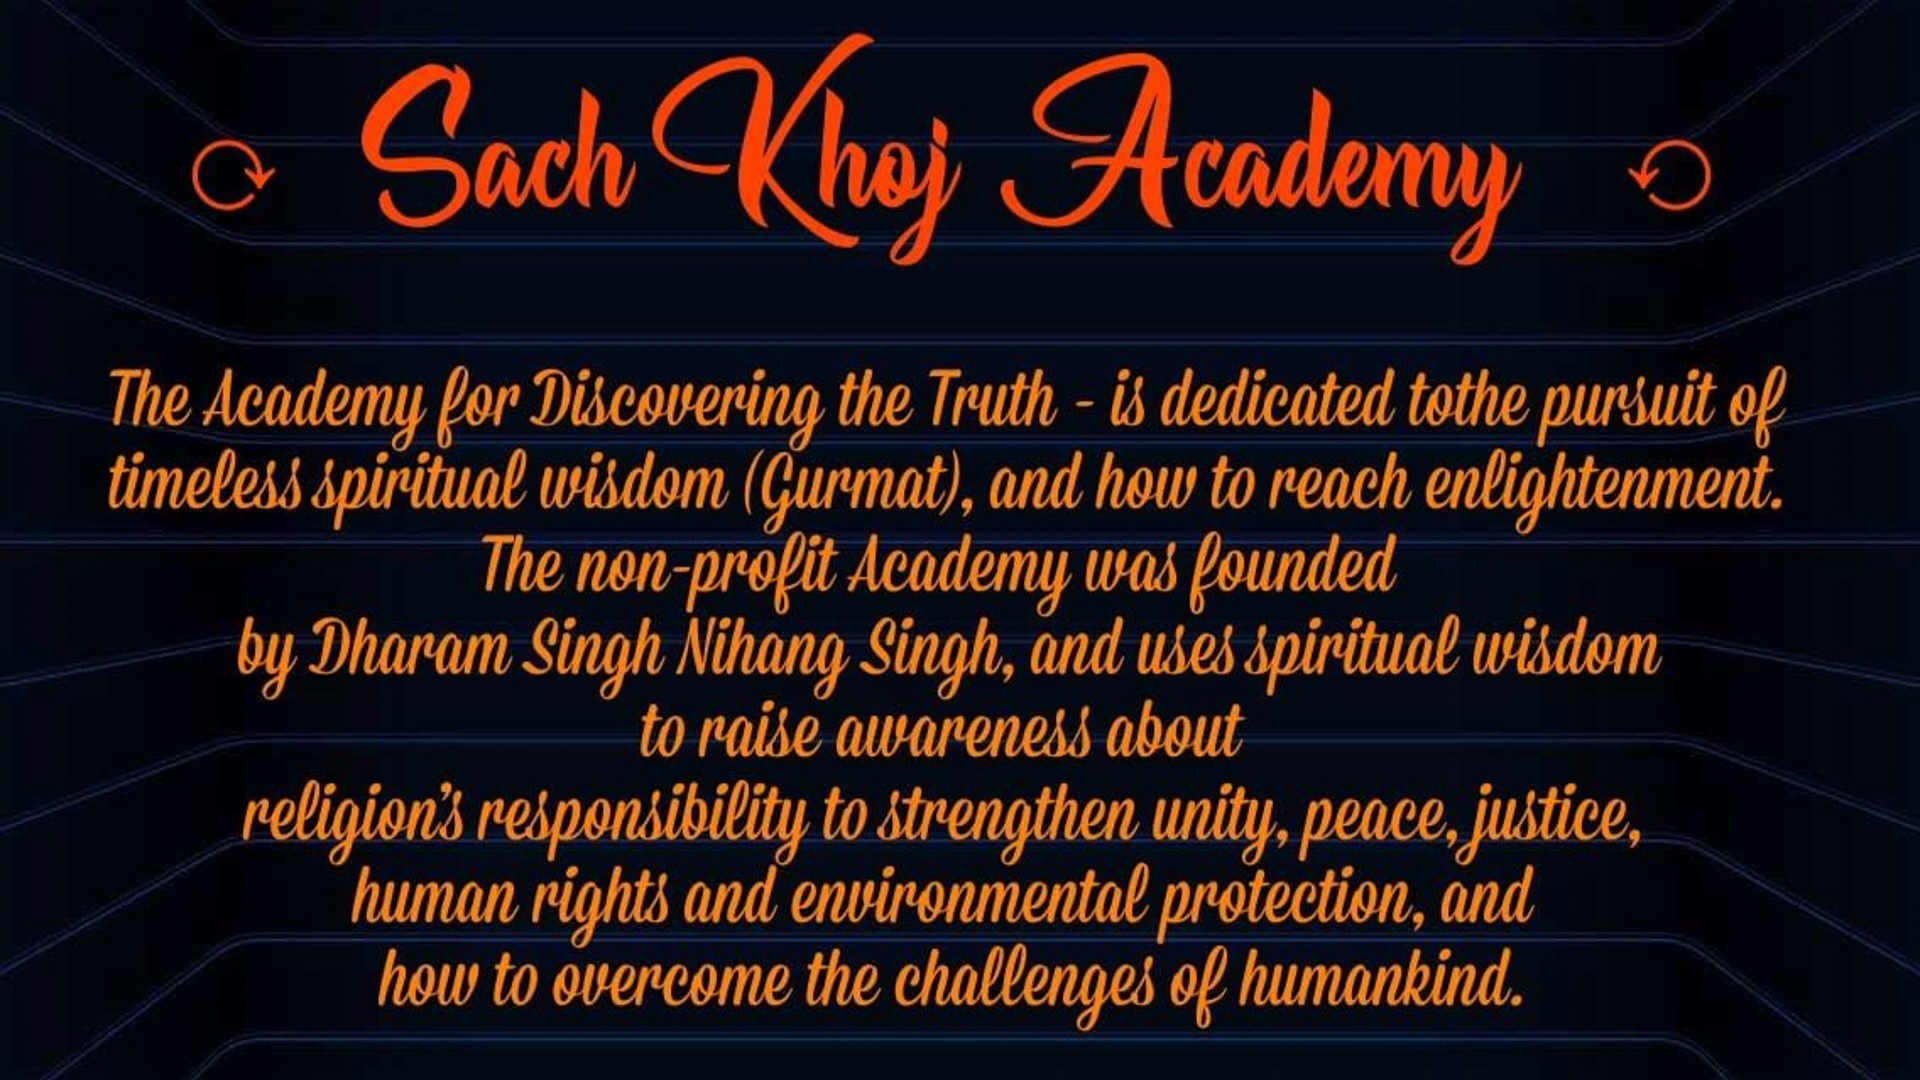 Sach Khoj Academy
The Academy for Discovering the Truth - is dedicated tothe pursuit of
timeless spiritual wisdom (Gurmat), and how to reach enlightenment.
The non-profit Academy was founded
by Dharam Singh Nihang Singh, and uses spiritual wisdom
to raise awareness about
religion's responsibility to strengthen unity, peace, justice,
human rights and environmental protection, and
how to overcome the challenges of humankind.